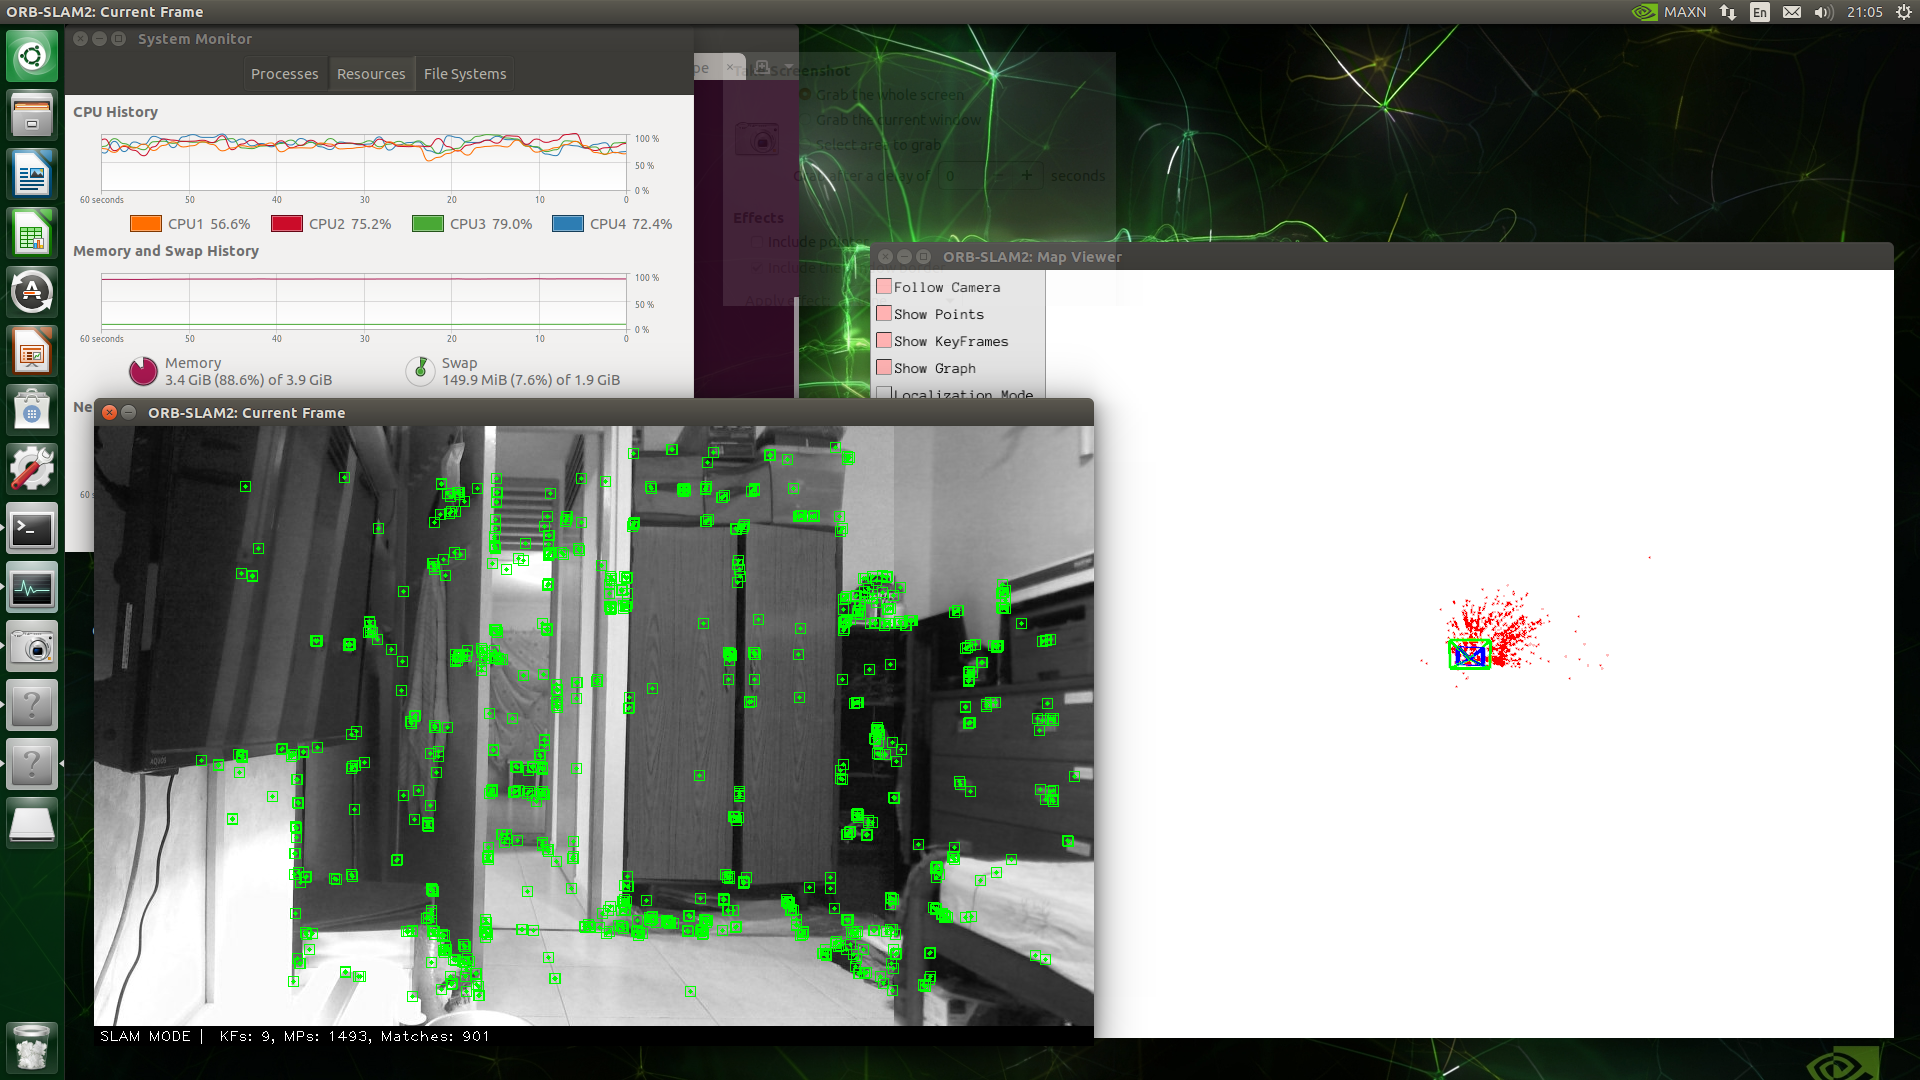 ORB-SLAM2: Current Frame
MAXN
En
21:05
System Monitor
Processes
Resources
File Systems
CPU History
100 %
50 %
0 %
60 seconds
50
40
30
20
10
0
CPU1 56.6%
CPU2 75.2%
CPU3 79.0%
CPU4 72.4%
Memory and Swap History
100 %
50 %
0 %
60 seconds
50
40
30
20
10
0
Memory
3.4 GiB (88.6%) of 3.9 GiB
Swap
149.9 MiB (7.6%) of 1.9 GiB
Ne
60 s
pe
Take Screenshot
Grab the whole screen
Grab the current window
Select area to grab
Grab after a delay of 0 - + seconds
Effects
Include pointer
Include the window border
ORB-SLAM2: Map Viewer
Follow Camera
Show Points
Show KeyFrames
Show Graph
Localization Mode
ORB-SLAM2: Current Frame
AQUOS
SLAM MODE | KFs: 9, MPs: 1493, Matches: 901